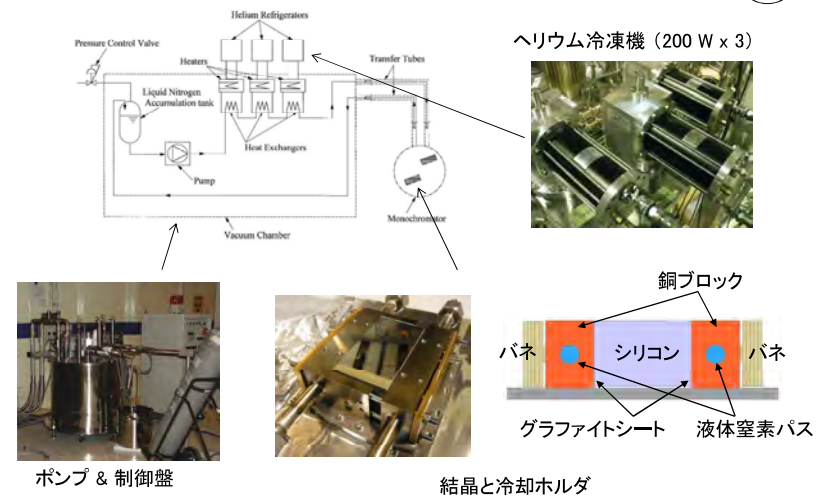 Helium Refrigerators
Pressure Control Valve
Heaters
Transfer Tubes
Liquid Nitrogen
Accumulation tank
Heat Exchangers
Pump
Monochromator
Vacuum Chamber
ヘリウム冷凍機（200 W x 3）
銅ブロック
バネ
シリコン
バネ
グラファイトシート
液体窒素パス
ポンプ & 制御盤
結晶と冷却ホルダ